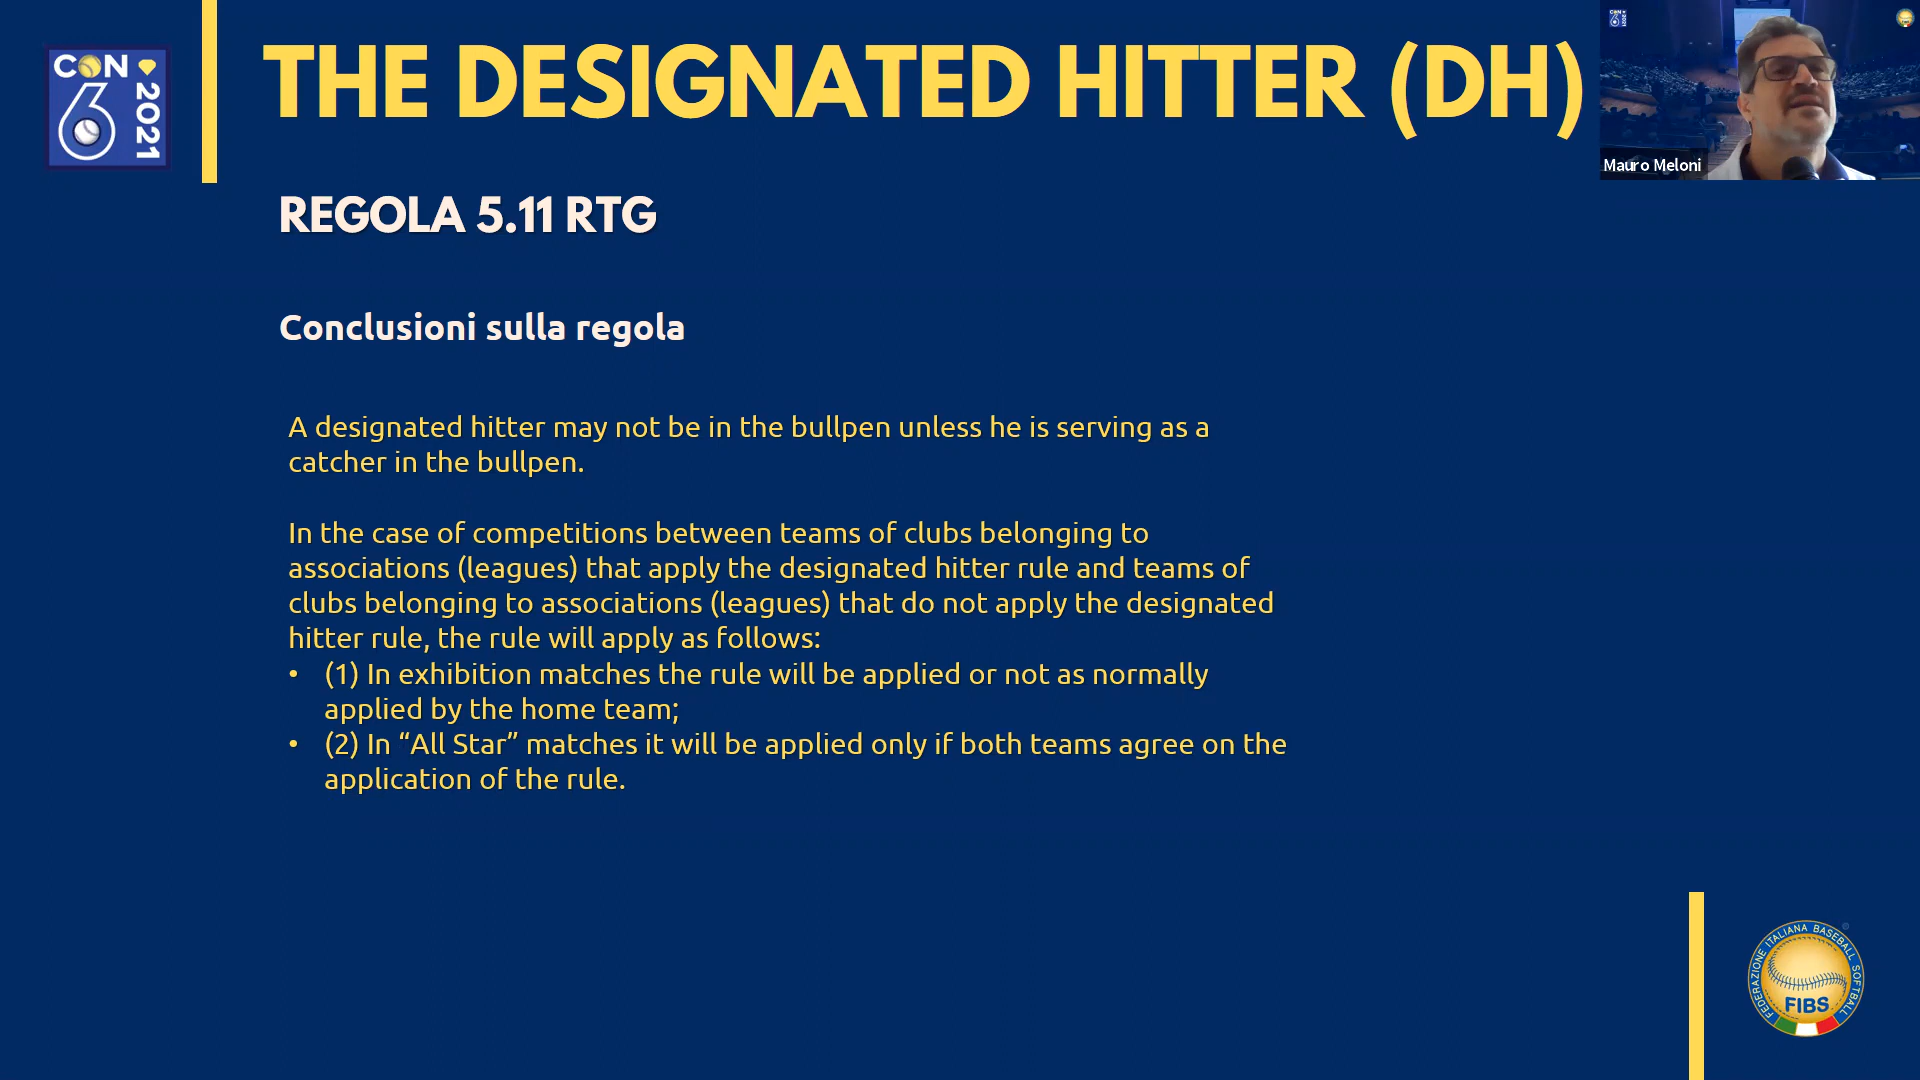 CON
6
2021
THE DESIGNATED HITTER (DH)
Mauro Meloni
REGOLA 5.11 RTG
Conclusioni sulla regola
A designated hitter may not be in the bullpen unless he is serving as a
catcher in the bullpen.
In the case of competitions between teams of clubs belonging to
associations (leagues) that apply the designated hitter rule and teams of
clubs belonging to associations (leagues) that do not apply the designated
hitter rule, the rule will apply as follows:
• (1) In exhibition matches the rule will be applied or not as normally
applied by the home team;
• (2) In “All Star” matches it will be applied only if both teams agree on the
application of the rule.
FEDERAZIONE ITALIANA BASEBALL SOFTBALL
FIBS